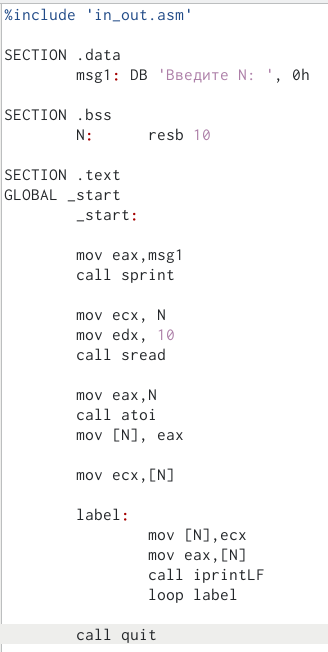 %include 'in_out.asm'
SECTION .data
msg1: DB 'Введите N: ', 0h
SECTION .bss
N: resb 10
SECTION .text
GLOBAL _start
_start:
mov eax,msg1
call sprint
mov ecx, N
mov edx, 10
call sread
mov eax,N
call atoi
mov [N], eax
mov ecx,[N]
label:
mov [N],ecx
mov eax,[N]
call iprintLF
loop label
call quit